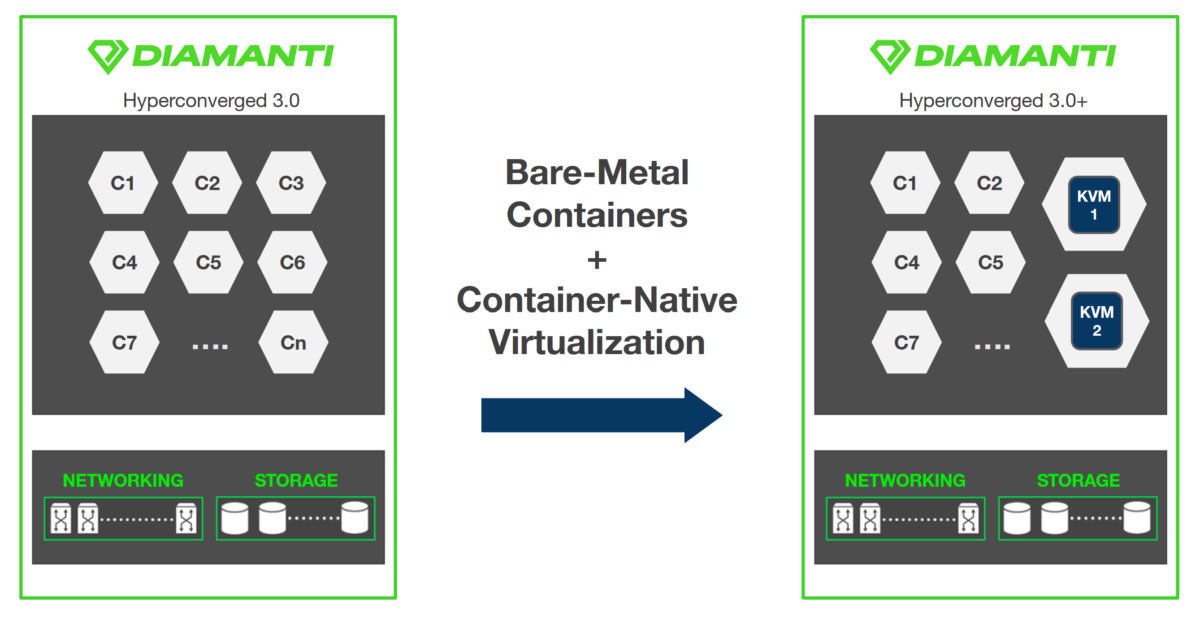 DIAMANTI
Hyperconverged 3.0
C1 C2 C3
C4 C5 C6
C7 .... Cn
NETWORKING STORAGE
Bare-Metal
Containers
+
Container-Native
Virtualization
DIAMANTI
Hyperconverged 3.0+
C1 C2
KVM
1
C4 C5
KVM
2
C7 ....
NETWORKING STORAGE